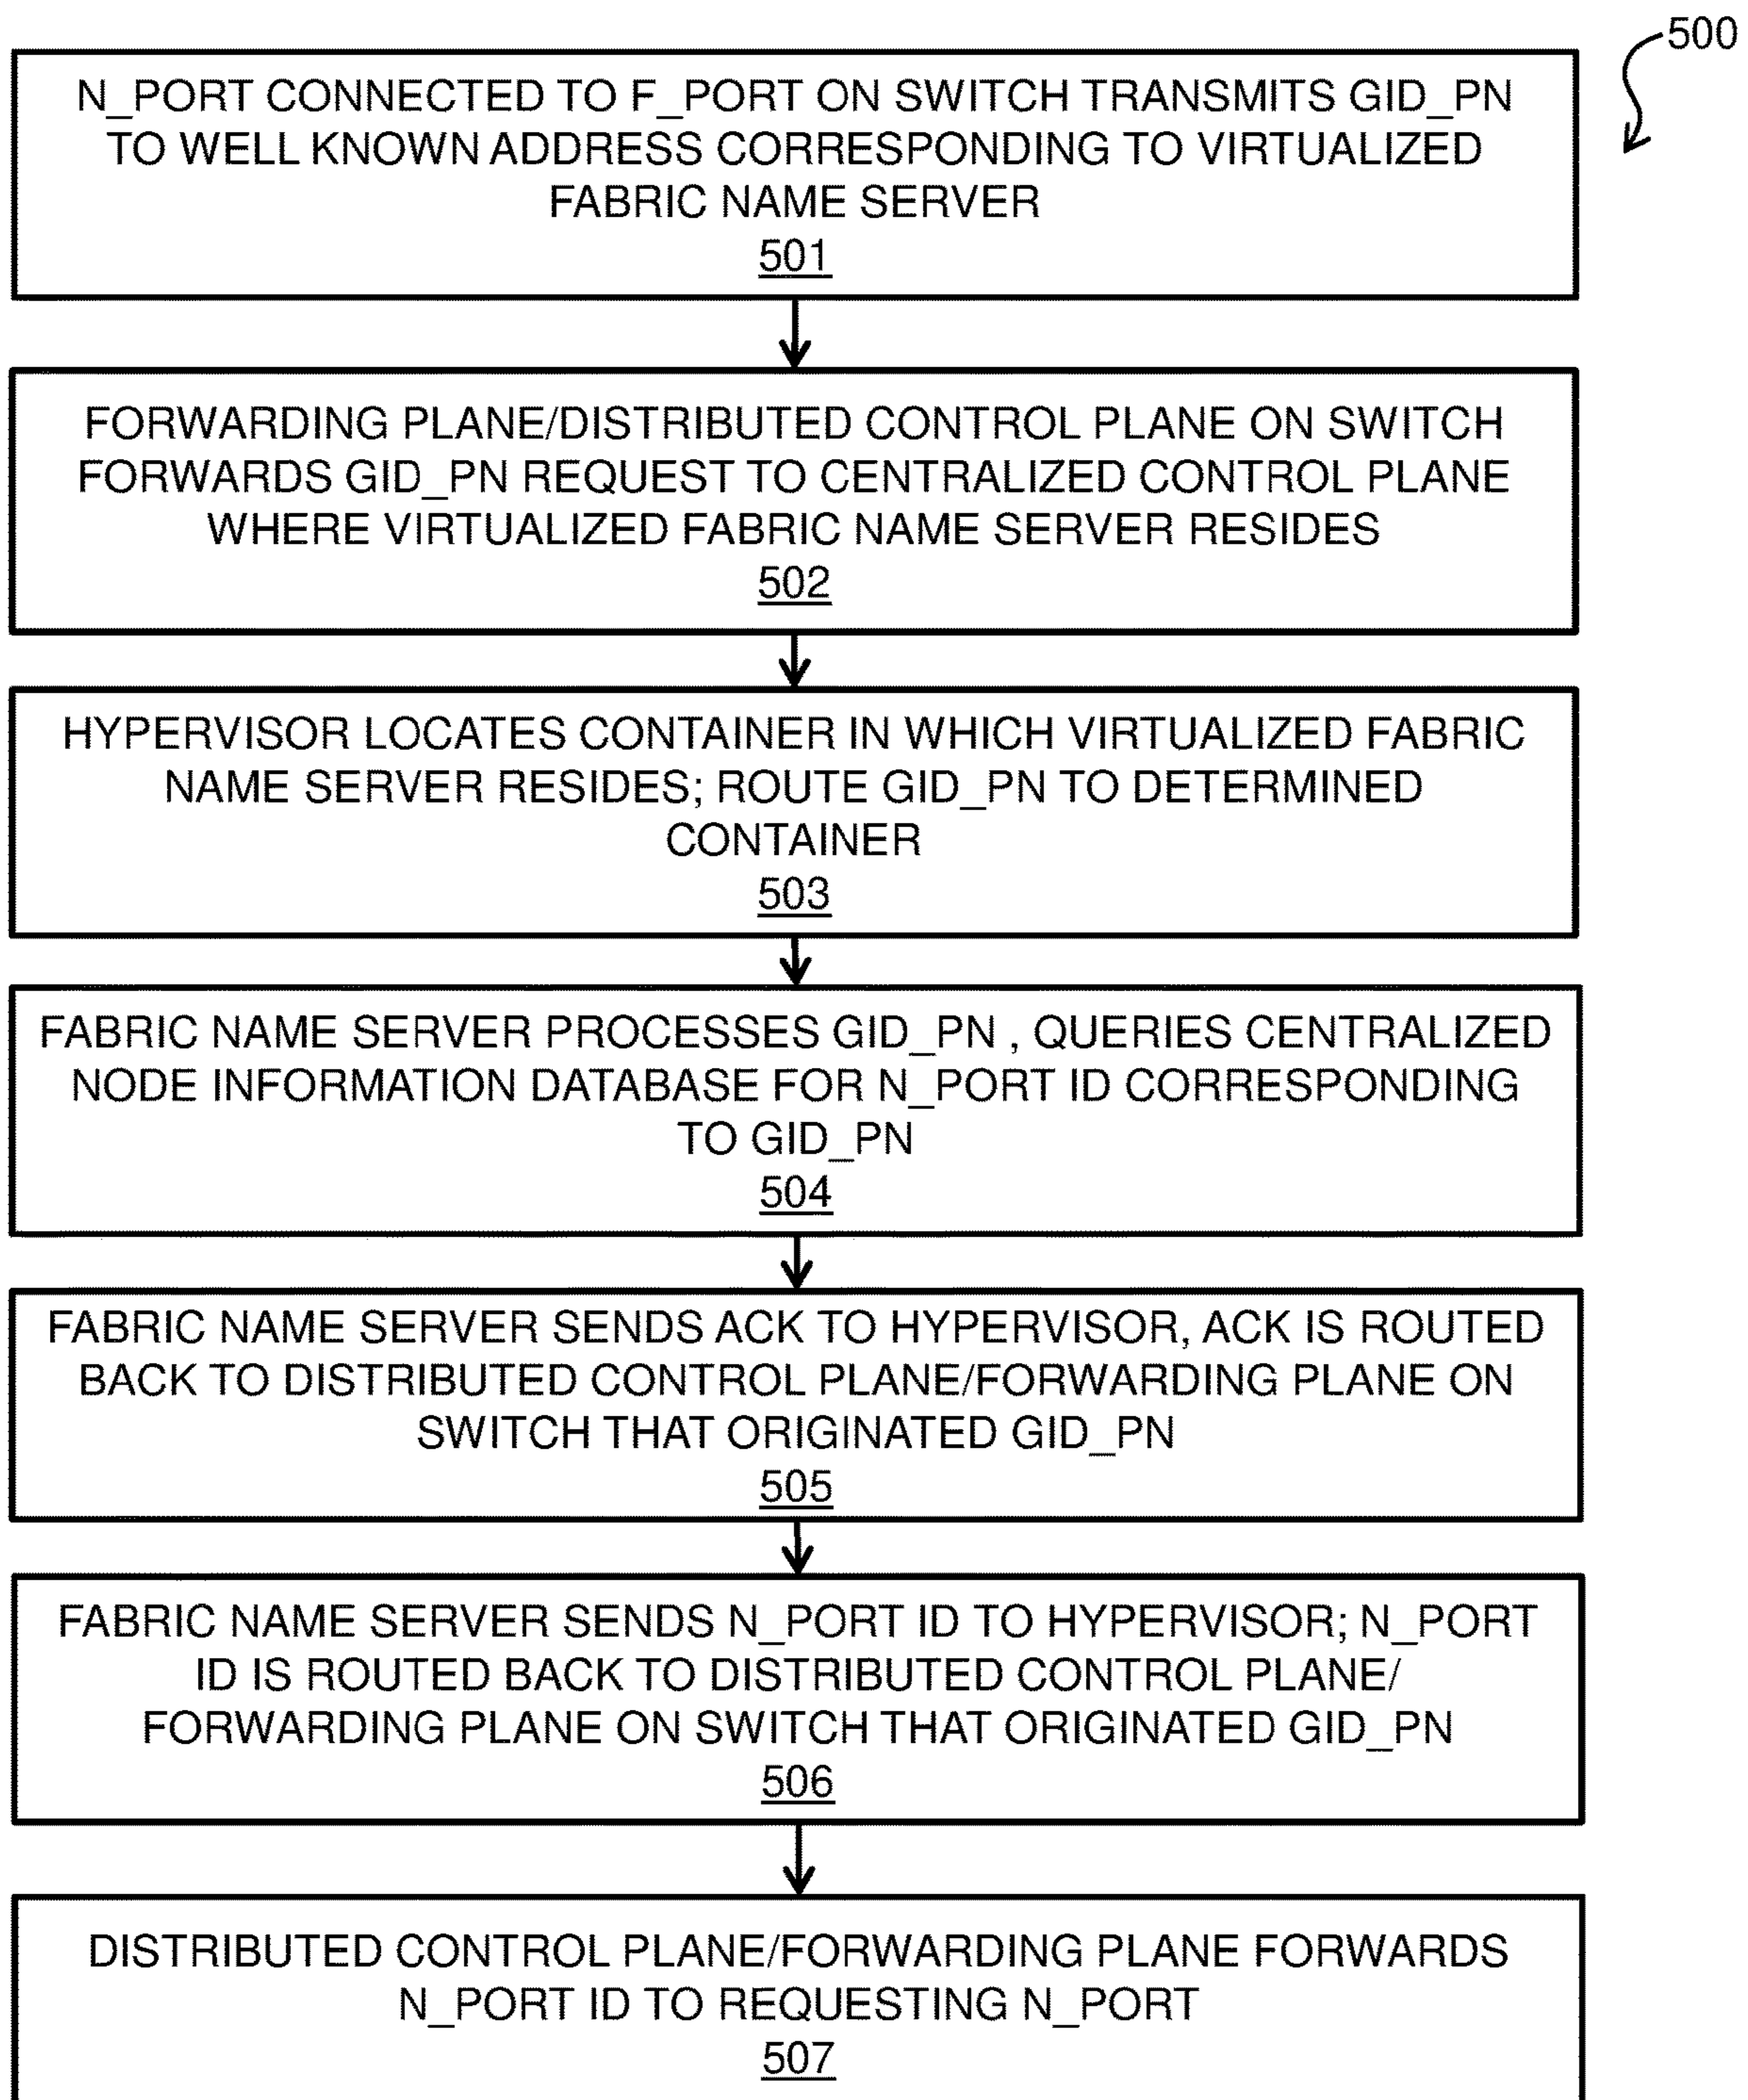 500
N_PORT CONNECTED TO F_PORT ON SWITCH TRANSMITS GID_PN
TO WELL KNOWN ADDRESS CORRESPONDING TO VIRTUALIZED
FABRIC NAME SERVER
501
FORWARDING PLANE/DISTRIBUTED CONTROL PLANE ON SWITCH
FORWARDS GID_PN REQUEST TO CENTRALIZED CONTROL PLANE
WHERE VIRTUALIZED FABRIC NAME SERVER RESIDES
502
HYPERVISOR LOCATES CONTAINER IN WHICH VIRTUALIZED FABRIC
NAME SERVER RESIDES; ROUTE GID_PN TO DETERMINED
CONTAINER
503
FABRIC NAME SERVER PROCESSES GID_PN , QUERIES CENTRALIZED
NODE INFORMATION DATABASE FOR N_PORT ID CORRESPONDING
TO GID_PN
504
FABRIC NAME SERVER SENDS ACK TO HYPERVISOR, ACK IS ROUTED
BACK TO DISTRIBUTED CONTROL PLANE/FORWARDING PLANE ON
SWITCH THAT ORIGINATED GID_PN
505
FABRIC NAME SERVER SENDS N_PORT ID TO HYPERVISOR; N_PORT
ID IS ROUTED BACK TO DISTRIBUTED CONTROL PLANE/
FORWARDING PLANE ON SWITCH THAT ORIGINATED GID_PN
506
DISTRIBUTED CONTROL PLANE/FORWARDING PLANE FORWARDS
N_PORT ID TO REQUESTING N_PORT
507